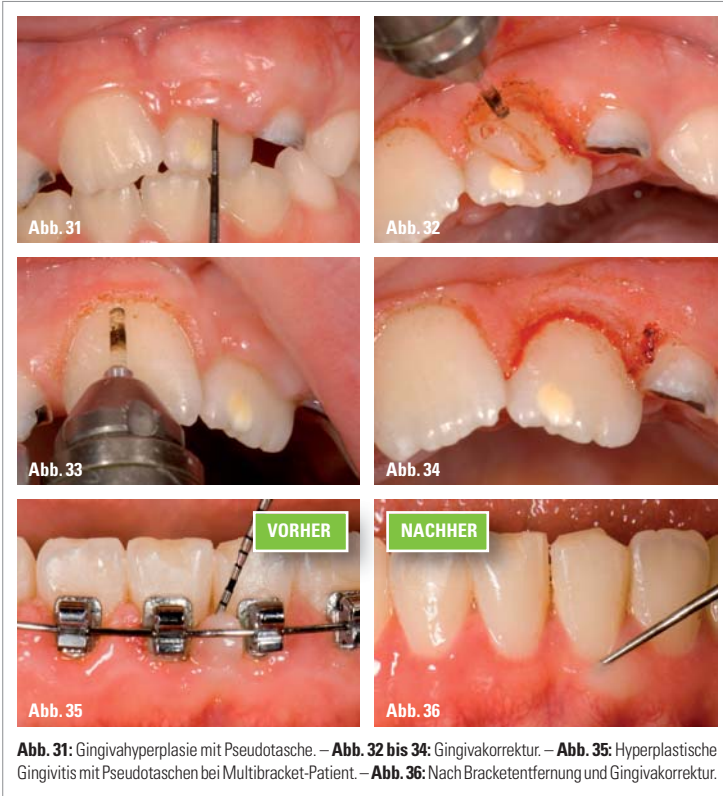 Abb. 31
Abb. 32
Abb. 33
Abb. 34
VORHER
NACHHER
Abb. 35
Abb. 36
Abb. 31: Gingivahyperplasie mit Pseudotasche. – Abb. 32 bis 34: Gingivakorrektur. – Abb. 35: Hyperplastische
Gingivitis mit Pseudotaschen bei Multibracket-Patient. – Abb. 36: Nach Bracketentfernung und Gingivakorrektur.